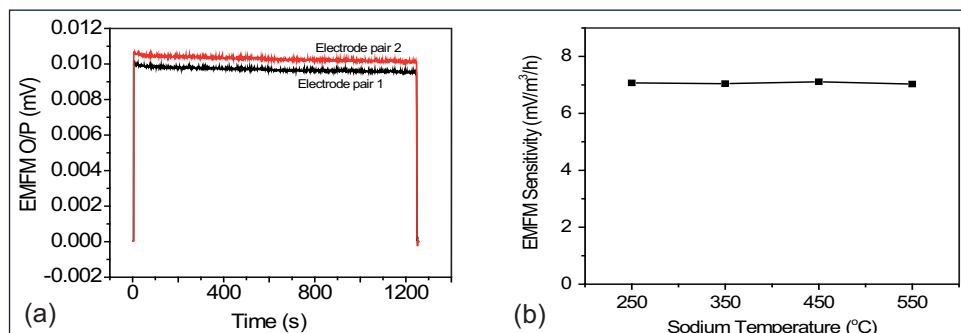 EMFM O/P (mV)
0.012
0.010
0.008
0.006
0.004
0.002
0.000
-0.002
Electrode pair 2
Electrode pair 1
0
400
800
1200
Time (s)
(a)
EMFM Sensitivity (mV/m³/h)
8
6
4
2
0
250
350
450
550
Sodium Temperature (°C)
(b)